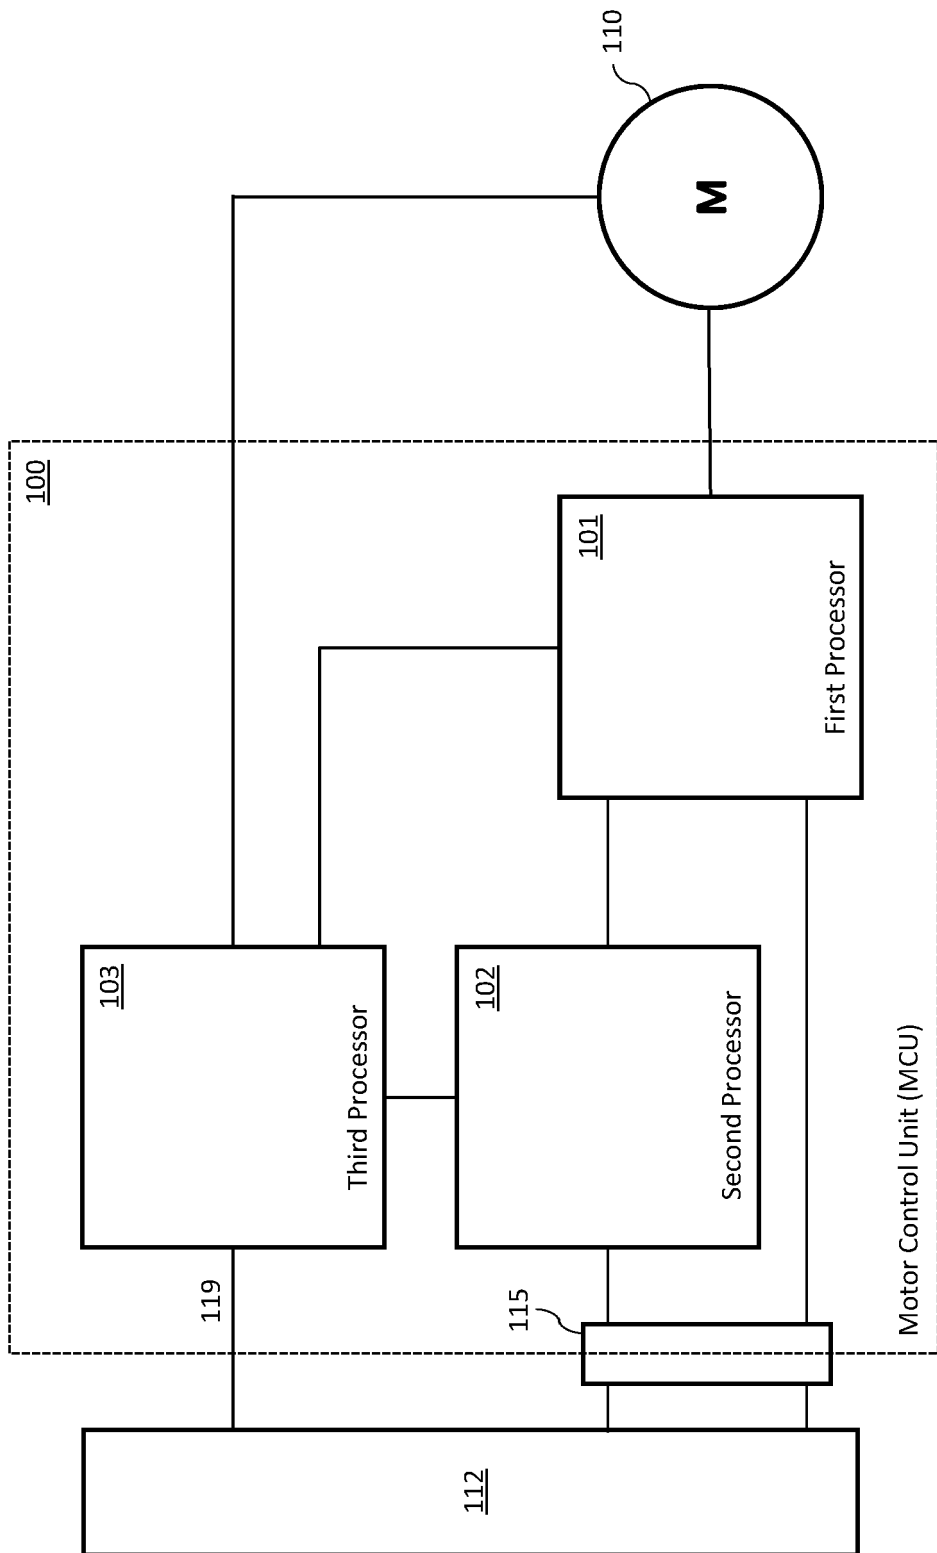 100
110
M
103
Third Processor
101
First Processor
102
Second Processor
119
115
112
Motor Control Unit (MCU)